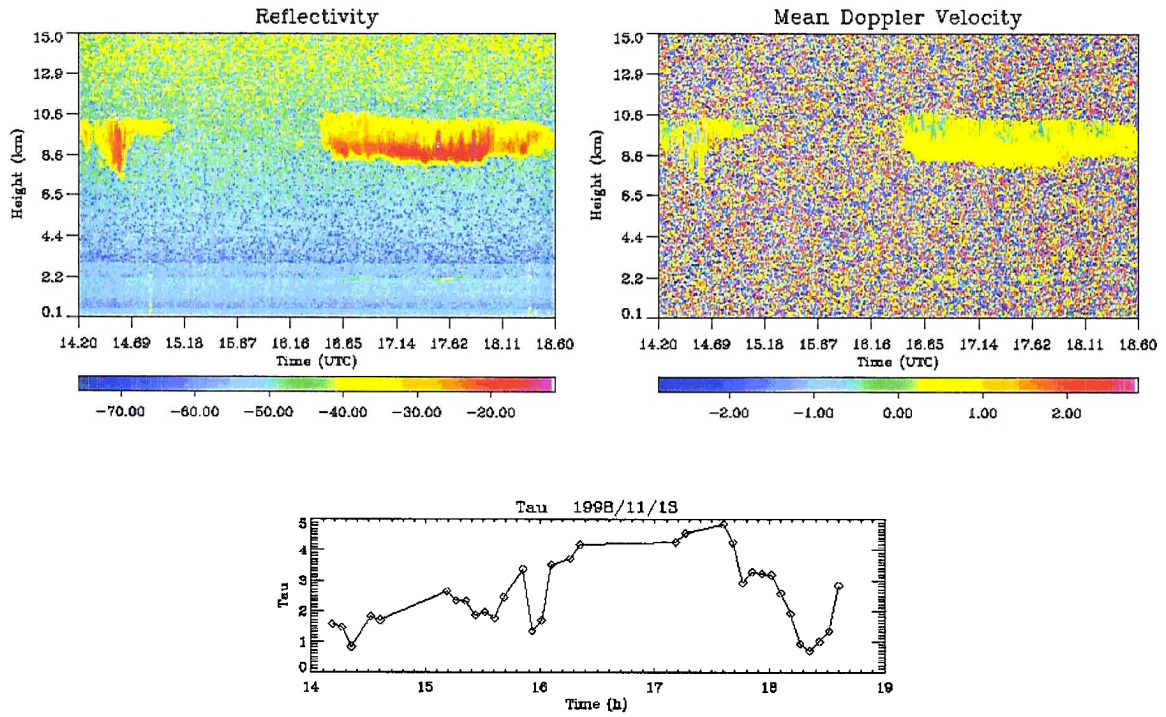 Reflectivity
15.0
12.9
10.8
8.6
6.5
4.4
2.2
0.1
Height (km)
14.20 14.69 15.18 15.67 16.16 16.65 17.14 17.62 18.11 18.60
Time (UTC)
-70.00 -60.00 -50.00 -40.00 -30.00 -20.00
Mean Doppler Velocity
15.0
12.9
10.8
8.6
6.5
4.4
2.2
0.1
Height (km)
14.20 14.69 15.18 15.67 16.16 16.65 17.14 17.62 18.11 18.60
Time (UTC)
-2.00 -1.00 0.00 1.00 2.00
Tau 1998/11/13
5
4
3
2
1
0
Tau
14 15 16 17 18 19
Time (h)